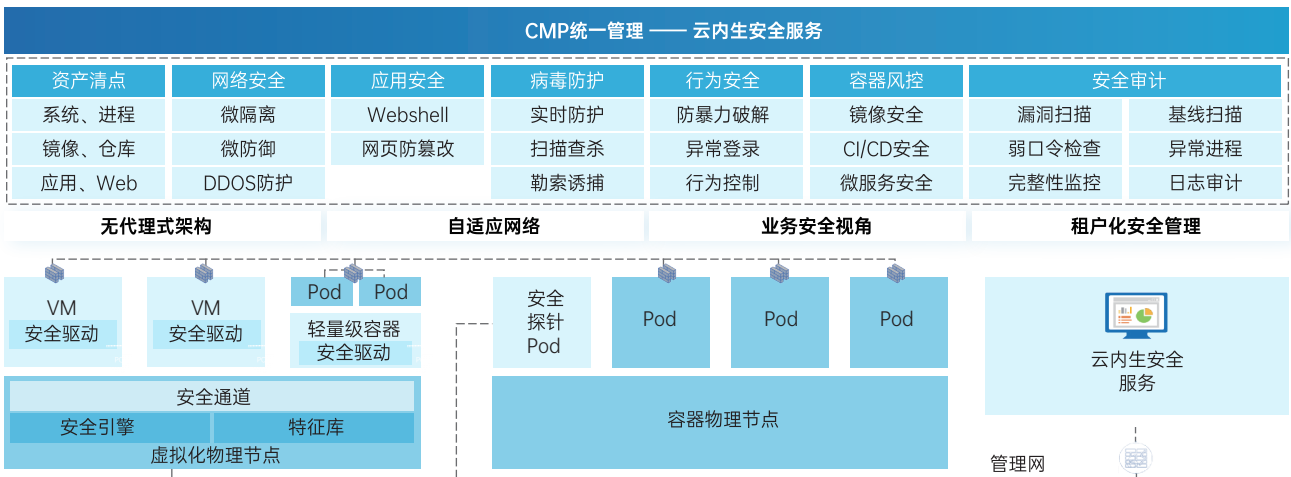 CMP统一管理 —— 云内生安全服务
资产清点 网络安全 应用安全 病毒防护 行为安全 容器风控 安全审计
系统、进程 微隔离 Webshell 实时防护 防暴力破解 镜像安全 漏洞扫描 基线扫描
镜像、仓库 微防御 网页防篡改 扫描查杀 异常登录 CI/CD安全 弱口令检查 异常进程
应用、Web DDOS防护 勒索诱捕 行为控制 微服务安全 完整性监控 日志审计
无代理式架构 自适应网络 业务安全视角 租户化安全管理
VM
安全驱动
VM
安全驱动
Pod Pod
轻量级容器
安全驱动
安全通道
安全引擎 特征库
虚拟化物理节点
安全
探针
Pod
Pod Pod Pod
容器物理节点
云内生安全
服务
管理网